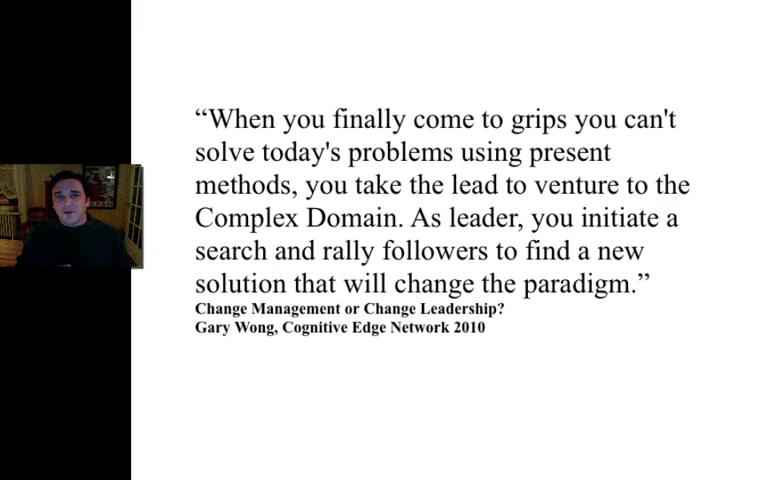 “When you finally come to grips you can't
solve today's problems using present
methods, you take the lead to venture to the
Complex Domain. As leader, you initiate a
search and rally followers to find a new
solution that will change the paradigm.”
Change Management or Change Leadership?
Gary Wong, Cognitive Edge Network 2010